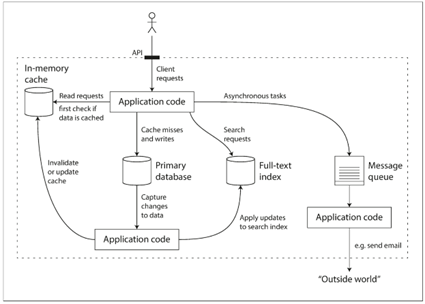 API
Client
requests
In-memory
cache
Read requests
first check if
data is cached
Application code
Asynchronous tasks
Cache misses
and writes
Search
requests
Invalidate
or update
cache
Primary
database
Full-text
index
Message
queue
Capture
changes
to data
Apply updates
to search index
Application code
Application code
e.g. send email
“Outside world”